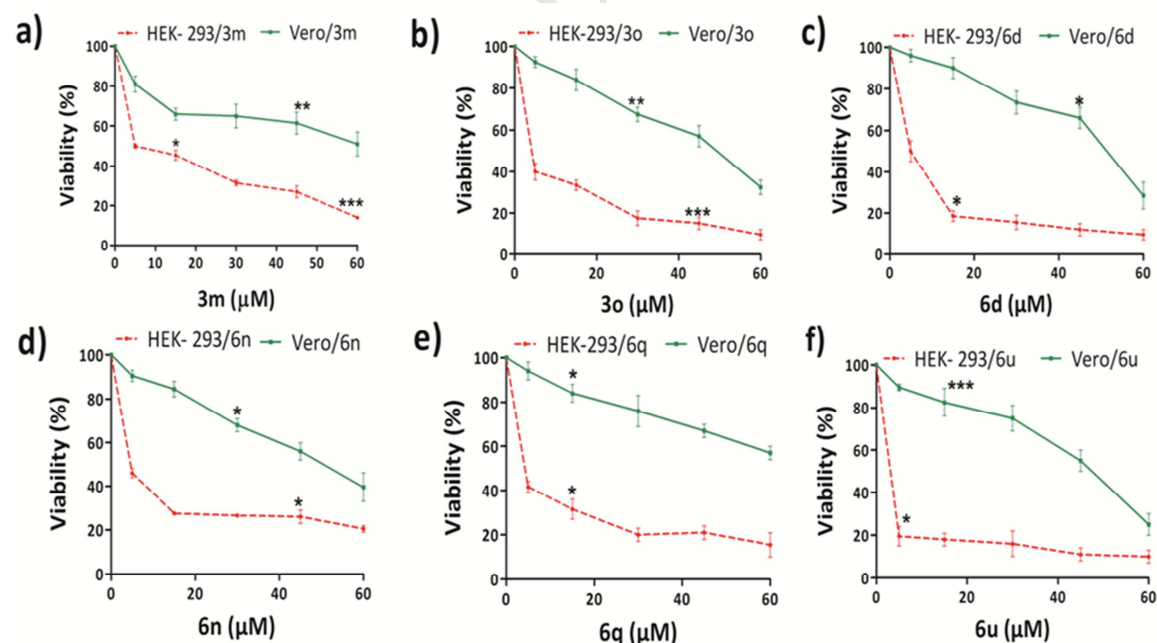 a)
HEK- 293/3m Vero/3m
Viability (%)
100
80
60
40
20
0
** 
*
***
0 10 20 30 40 50 60
3m (μM)
b)
HEK-293/3o Vero/3o
Viability (%)
100
80
60
40
20
0
**
***
0 20 40 60
3o (μM)
c)
HEK- 293/6d Vero/6d
Viability (%)
100
80
60
40
20
0
*
*
0 20 40 60
6d (μM)
d)
HEK- 293/6n Vero/6n
Viability (%)
100
80
60
40
20
0
*
*
0 20 40 60
6n (μM)
e)
HEK-293/6q Vero/6q
Viability (%)
100
80
60
40
20
0
*
*
0 20 40 60
6q (μM)
f)
HEK- 293/6u Vero/6u
Viability (%)
100
80
60
40
20
0
***
*
0 20 40 60
6u (μM)